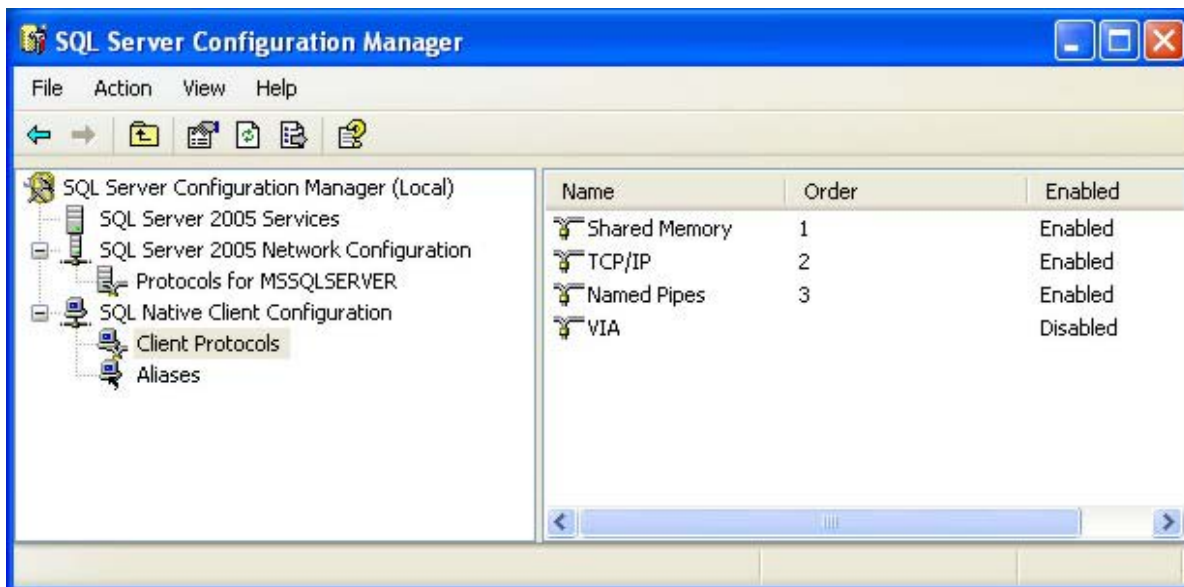 SQL Server Configuration Manager
File Action View Help
SQL Server Configuration Manager (Local)
SQL Server 2005 Services
SQL Server 2005 Network Configuration
Protocols for MSSQLSERVER
SQL Native Client Configuration
Client Protocols
Aliases
Name Order Enabled
Shared Memory 1 Enabled
TCP/IP 2 Enabled
Named Pipes 3 Enabled
VIA Disabled